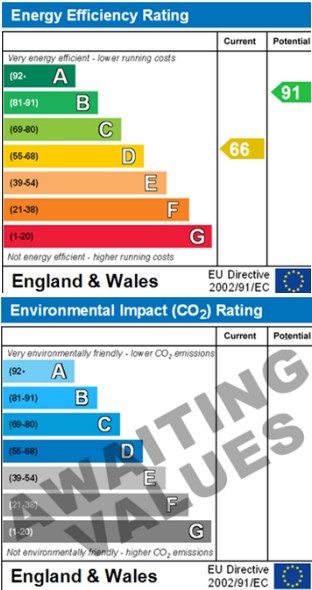 Energy Efficiency Rating
Current Potential
Very energy efficient - lower running costs
(92- A
(81-91) B
(69-80) C
(55-68) D
(39-54) E
(21-38) F
(1-20) G
91
66
Not energy efficient - higher running costs
England & Wales
EU Directive
2002/91/EC
Environmental Impact (CO₂) Rating
Current Potential
Very environmentally friendly - lower CO₂ emissions
(92- A
(81-91) B
(69-80) C
(55-68) D
(39-54) E
(21-38) F
(1-20) G
AWAITING
VALUES
Not environmentally friendly - higher CO₂ emissions
England & Wales
EU Directive
2002/91/EC